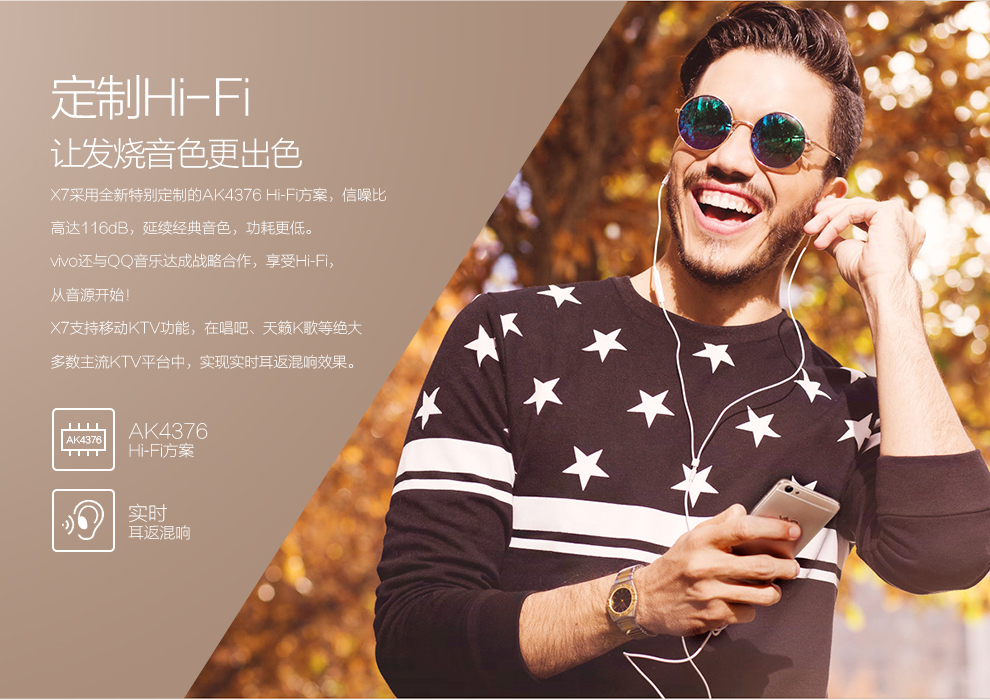 定制Hi-Fi
让发烧音色更出色
X7采用全新特别定制的AK4376 Hi-Fi方案，信噪比
高达116dB，延续经典音色，功耗更低。
vivo还与QQ音乐达成战略合作，享受Hi-Fi，
从音源开始！
X7支持移动KTV功能，在唱吧、天籁K歌等绝大
多数主流KTV平台中，实现实时耳返混响效果。
AK4376
AK4376
Hi-Fi方案
实时
耳返混响
vivo